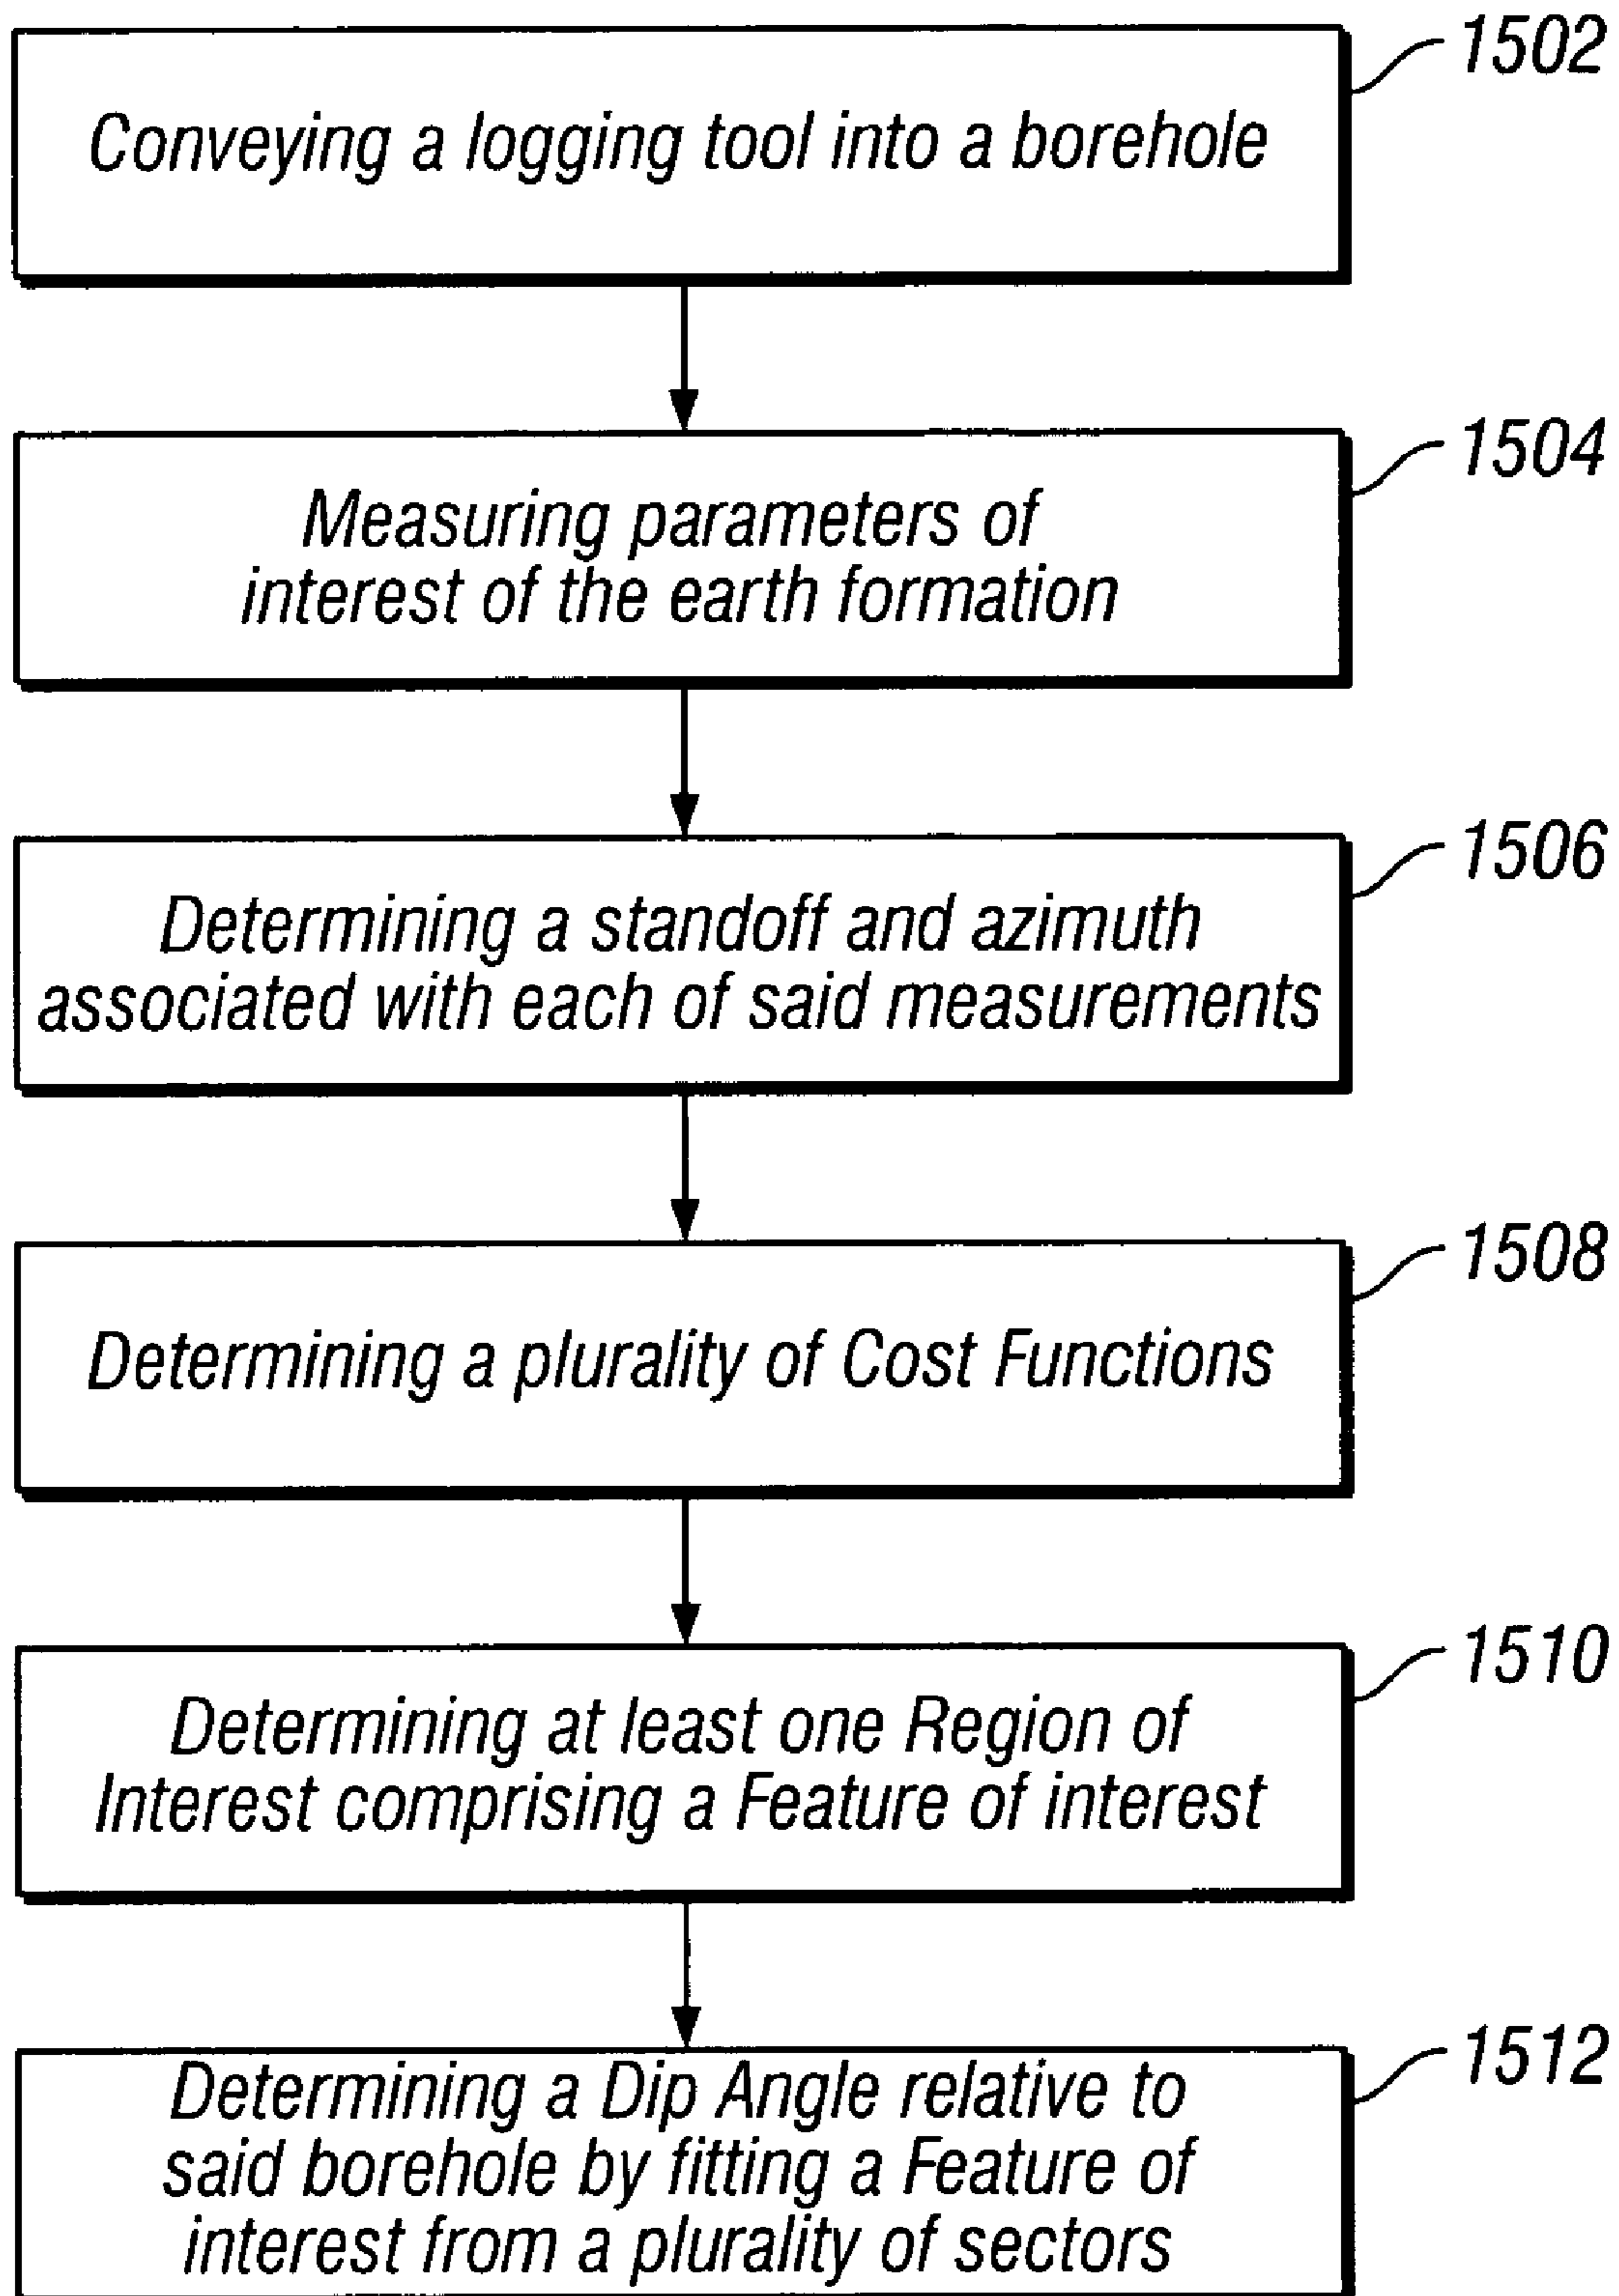 1502
Conveying a logging tool into a borehole
1504
Measuring parameters of
interest of the earth formation
1506
Determining a standoff and azimuth
associated with each of said measurements
1508
Determining a plurality of Cost Functions
1510
Determining at least one Region of
Interest comprising a Feature of interest
1512
Determining a Dip Angle relative to
said borehole by fitting a Feature of
interest from a plurality of sectors